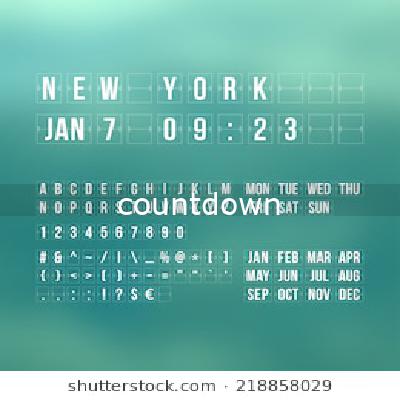 NEW YORK
JAN 7 09:23
A B C D E F G H I J K L M MON TUE WED THU
N O P Q R S SAT SUN
countdown
1 2 3 4 5 6 7 8 9 0
# & ^ ~ / | \ _ % @ * [ ] JAN FEB MAR APR
{ } < > ( ) + - = " " ` ' MAY JUN JUL AUG
. , : ; ! ? $ € SEP OCT NOV DEC
shutterstock.com · 218858029